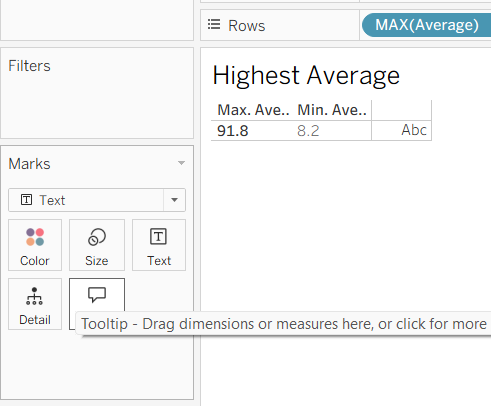 Rows
MAX(Average)
Filters
Highest Average
Max. Ave.. Min. Ave..
91.8 8.2 Abc
Marks
Text
Color Size Text
Detail
Tooltip - Drag dimensions or measures here, or click for more